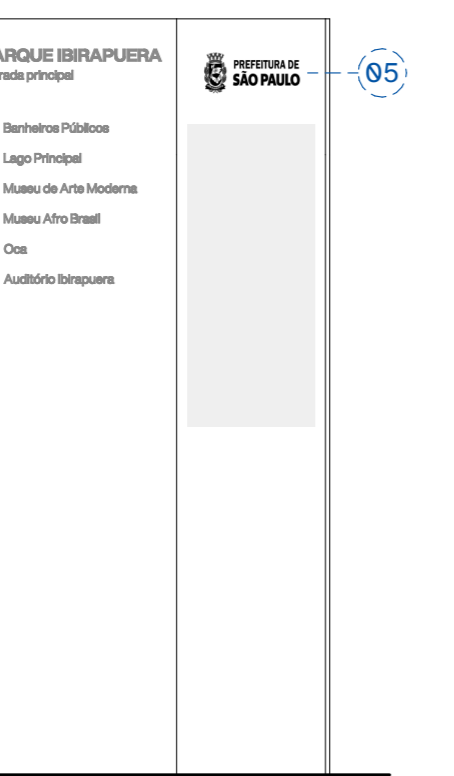 ARQUE IBIRAPUERA
rada principal
Banheiros Públicos
Lago Principal
Museu de Arte Moderna
Museu Afro Brasil
Oca
Auditório Ibirapuera
PREFEITURA DE
SÃO PAULO
05